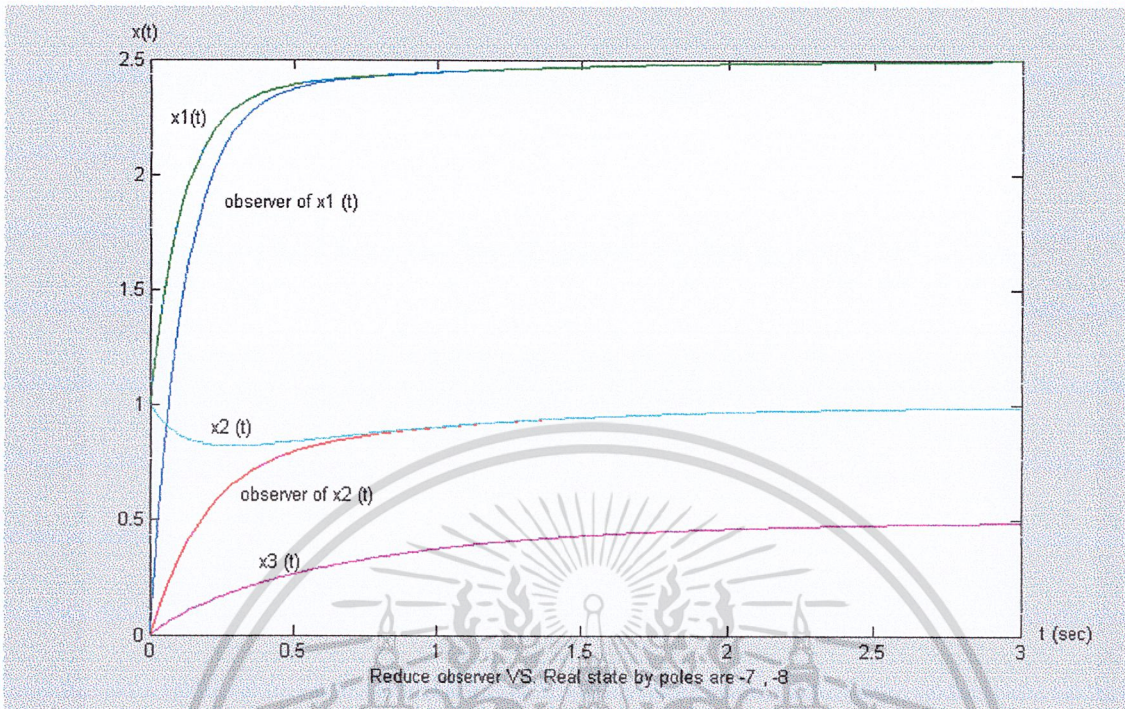 x(t)
2.5
x1(t)
2
observer of x1 (t)
1.5
1
x2 (t)
observer of x2 (t)
0.5
x3 (t)
0
t (sec)
0 0.5 1 1.5 2 2.5 3
Reduce observer VS. Real state by poles are -7 , -8